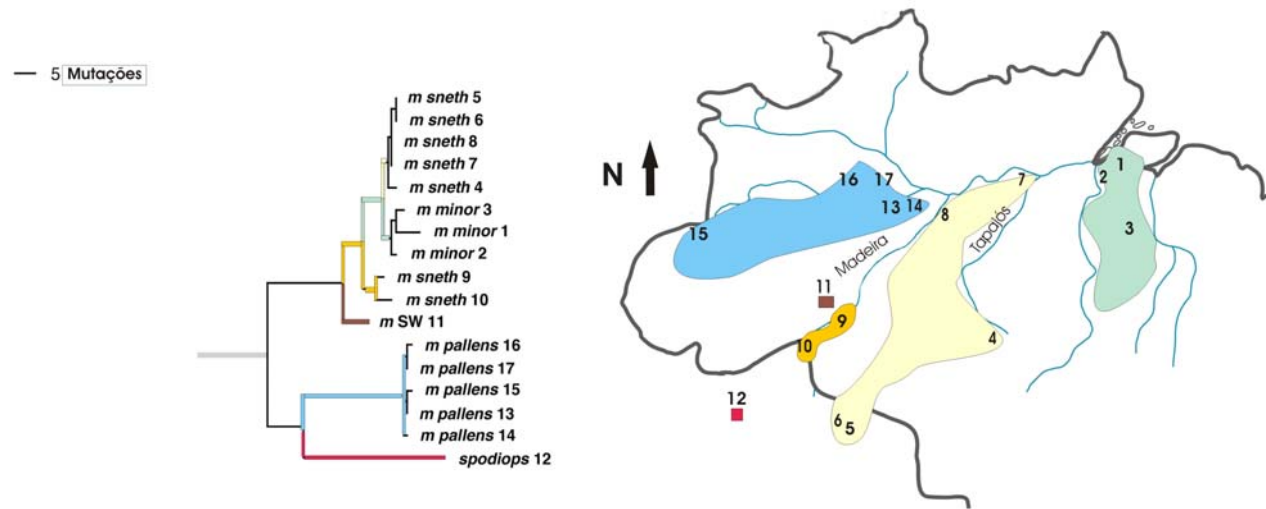 5 Mutações
m sneth 5
m sneth 6
m sneth 8
m sneth 7
m sneth 4
m minor 3
m minor 1
m minor 2
m sneth 9
m sneth 10
m SW 11
m pallens 16
m pallens 17
m pallens 15
m pallens 13
m pallens 14
spodiops 12
N
1
2
3
4
5
6
7
8
9
10
11
12
13
14
15
16
17
Madeira
Tapajós